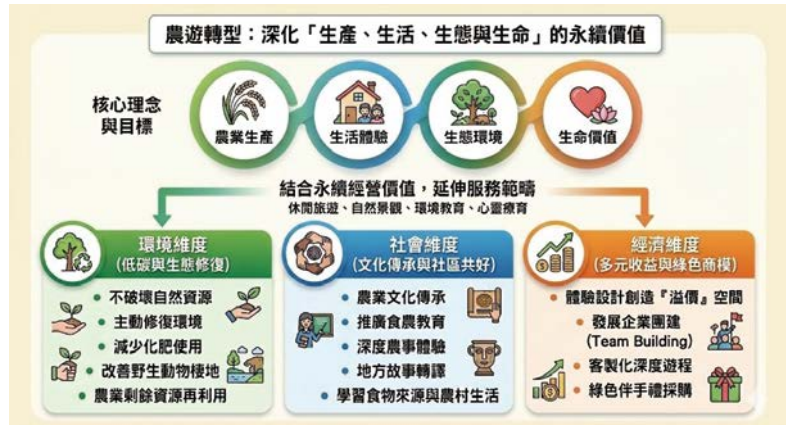 農遊轉型：深化「生產、生活、生態與生命」的永續價值
核心理念
與目標
農業生產
生活體驗
生態環境
生命價值
結合永續經營價值，延伸服務範疇
休閒旅遊、自然景觀、環境教育、心靈療育
環境維度
(低碳與生態修復)
• 不破壞自然資源
• 主動修復環境
• 減少化肥使用
• 改善野生動物棲地
• 農業剩餘資源再利用
社會維度
(文化傳承與社區共好)
• 農業文化傳承
• 推廣食農教育
• 深度農事體驗
• 地方故事轉譯
• 學習食物來源與農村生活
經濟維度
(多元收益與綠色商模)
• 體驗設計創造『溢價』空間
• 發展企業團建
(Team Building)
• 客製化深度遊程
• 綠色伴手禮採購